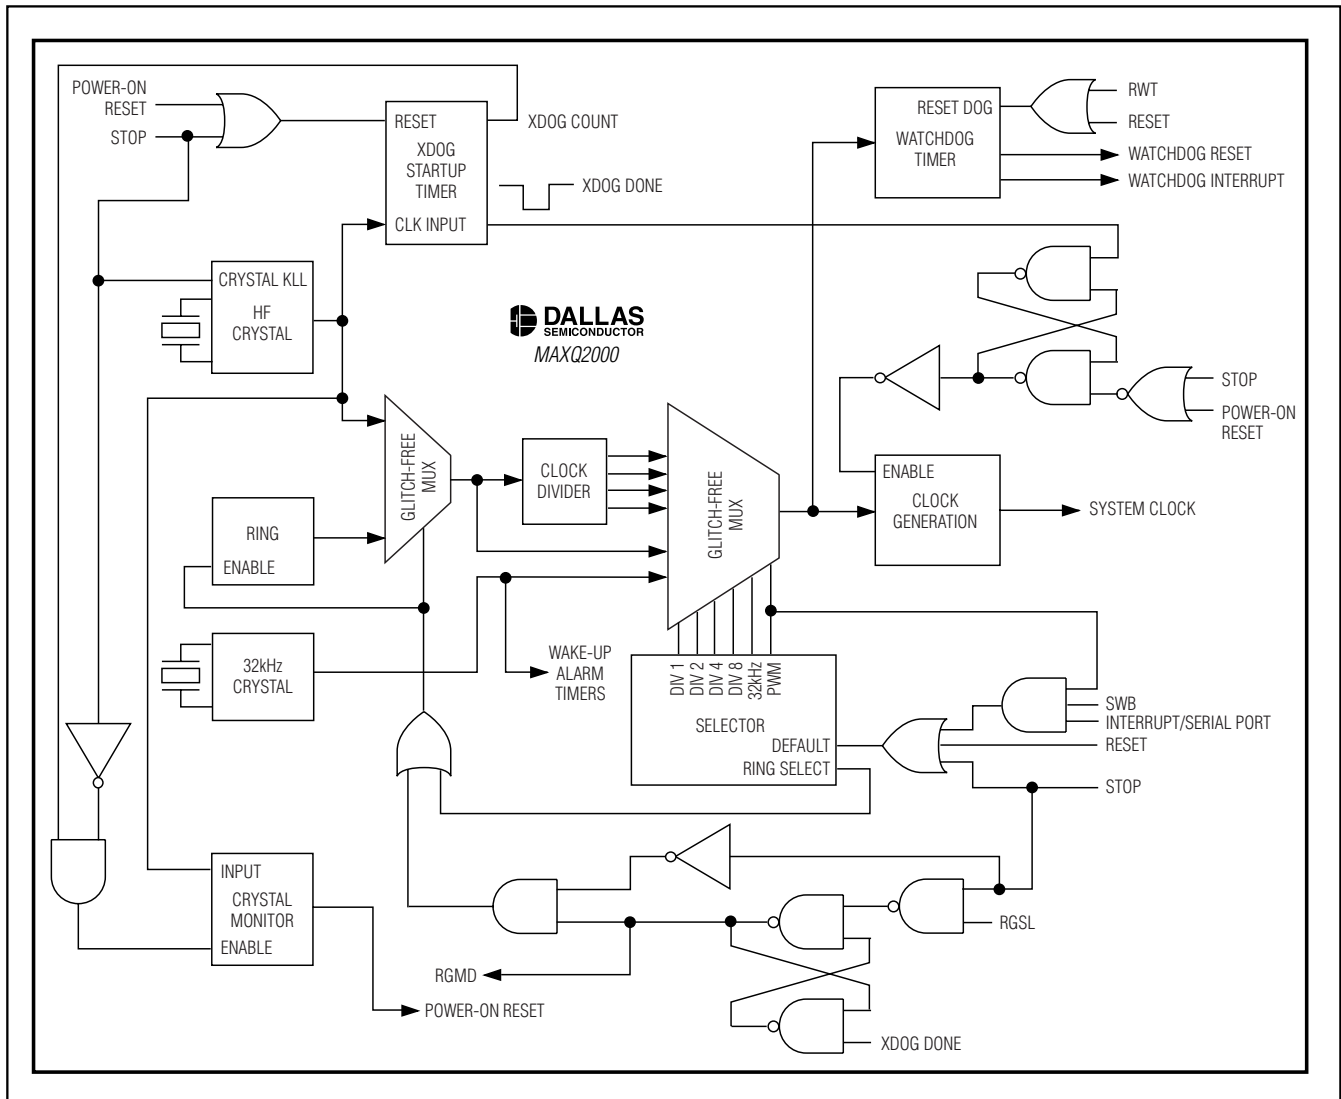 POWER-ON
RESET
STOP
RESET
XDOG
STARTUP
TIMER
CLK INPUT
XDOG COUNT
XDOG DONE
RESET DOG
WATCHDOG
TIMER
RWT
RESET
WATCHDOG RESET
WATCHDOG INTERRUPT
CRYSTAL KLL
HF
CRYSTAL
DALLAS
SEMICONDUCTOR
MAXQ2000
STOP
POWER-ON
RESET
GLITCH-FREE
MUX
CLOCK
DIVIDER
GLITCH-FREE
MUX
ENABLE
CLOCK
GENERATION
SYSTEM CLOCK
RING
ENABLE
32kHz
CRYSTAL
WAKE-UP
ALARM
TIMERS
DIV 1
DIV 2
DIV 4
DIV 8
32kHz
PWM
SELECTOR
DEFAULT
RING SELECT
SWB
INTERRUPT/SERIAL PORT
RESET
STOP
INPUT
CRYSTAL
MONITOR
ENABLE
RGSL
RGMD
POWER-ON RESET
XDOG DONE